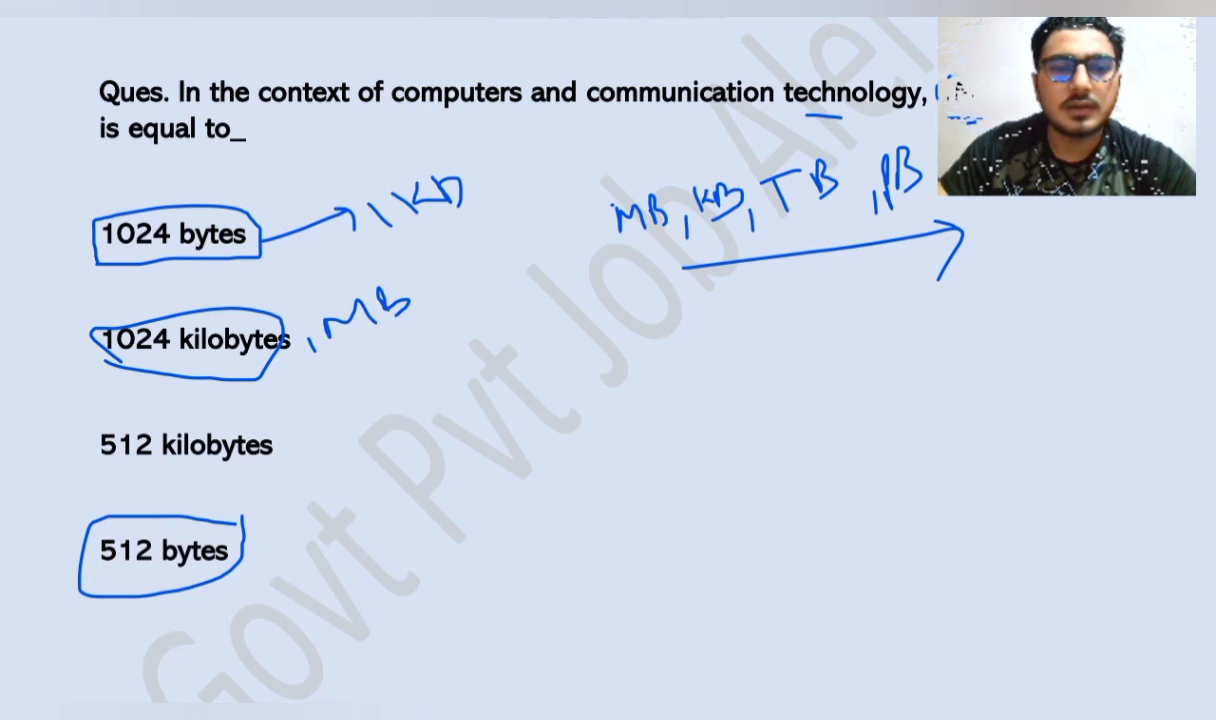 Ques. In the context of computers and communication technology,
is equal to_
1024 bytes
1 KB
MB, KB, TB, PB
1024 kilobytes
1 MB
512 kilobytes
512 bytes
Govt Pvt Job Alert